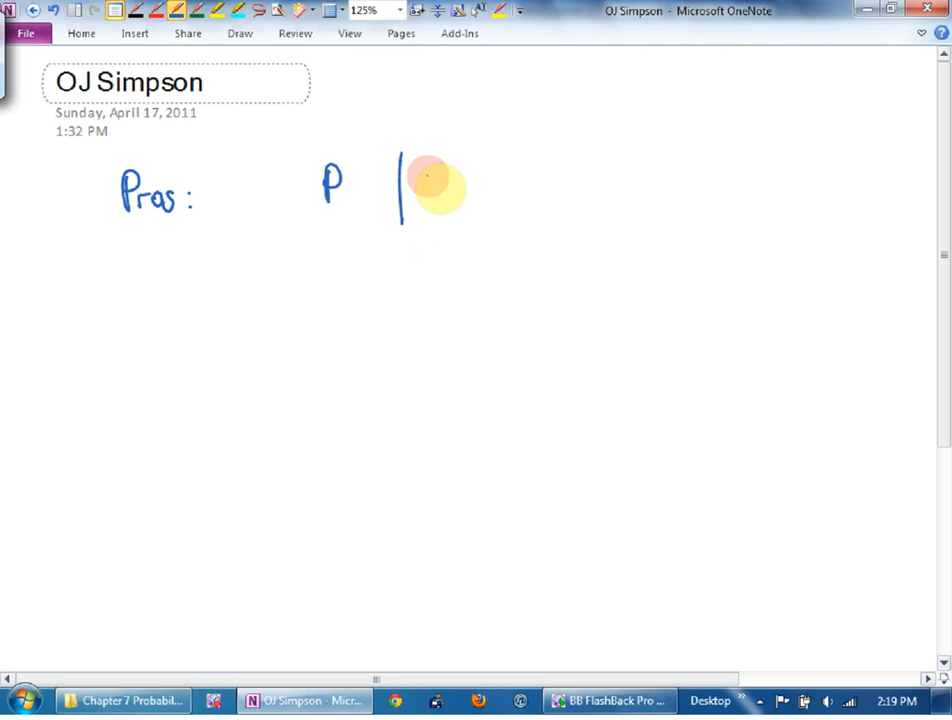 125%
OJ Simpson - Microsoft OneNote
File Home Insert Share Draw Review View Pages Add-Ins
OJ Simpson
Sunday, April 17, 2011
1:32 PM
Pros: P |
Chapter 7 Probabil... OJ Simpson - Micr... BB FlashBack Pro ... Desktop 2:19 PM